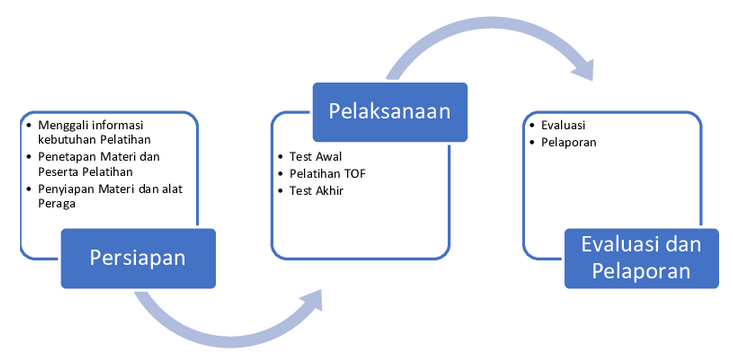 • Menggali informasi
kebutuhan Pelatihan
• Penetapan Materi dan
Peserta Pelatihan
• Penyiapan Materi dan alat
Peraga
Persiapan
Pelaksanaan
• Test Awal
• Pelatihan TOF
• Test Akhir
• Evaluasi
• Pelaporan
Evaluasi dan
Pelaporan